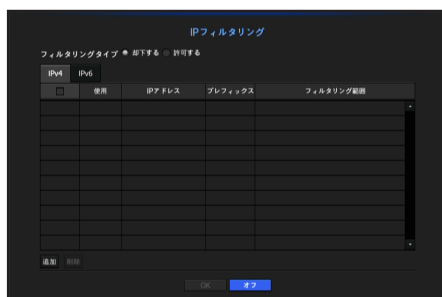 IPフィルタリング
フィルタリングタイプ 却下する 許可する
IPv4 IPv6
使用 IPアドレス プレフィックス フィルタリング範囲
追加 削除
OK オフ